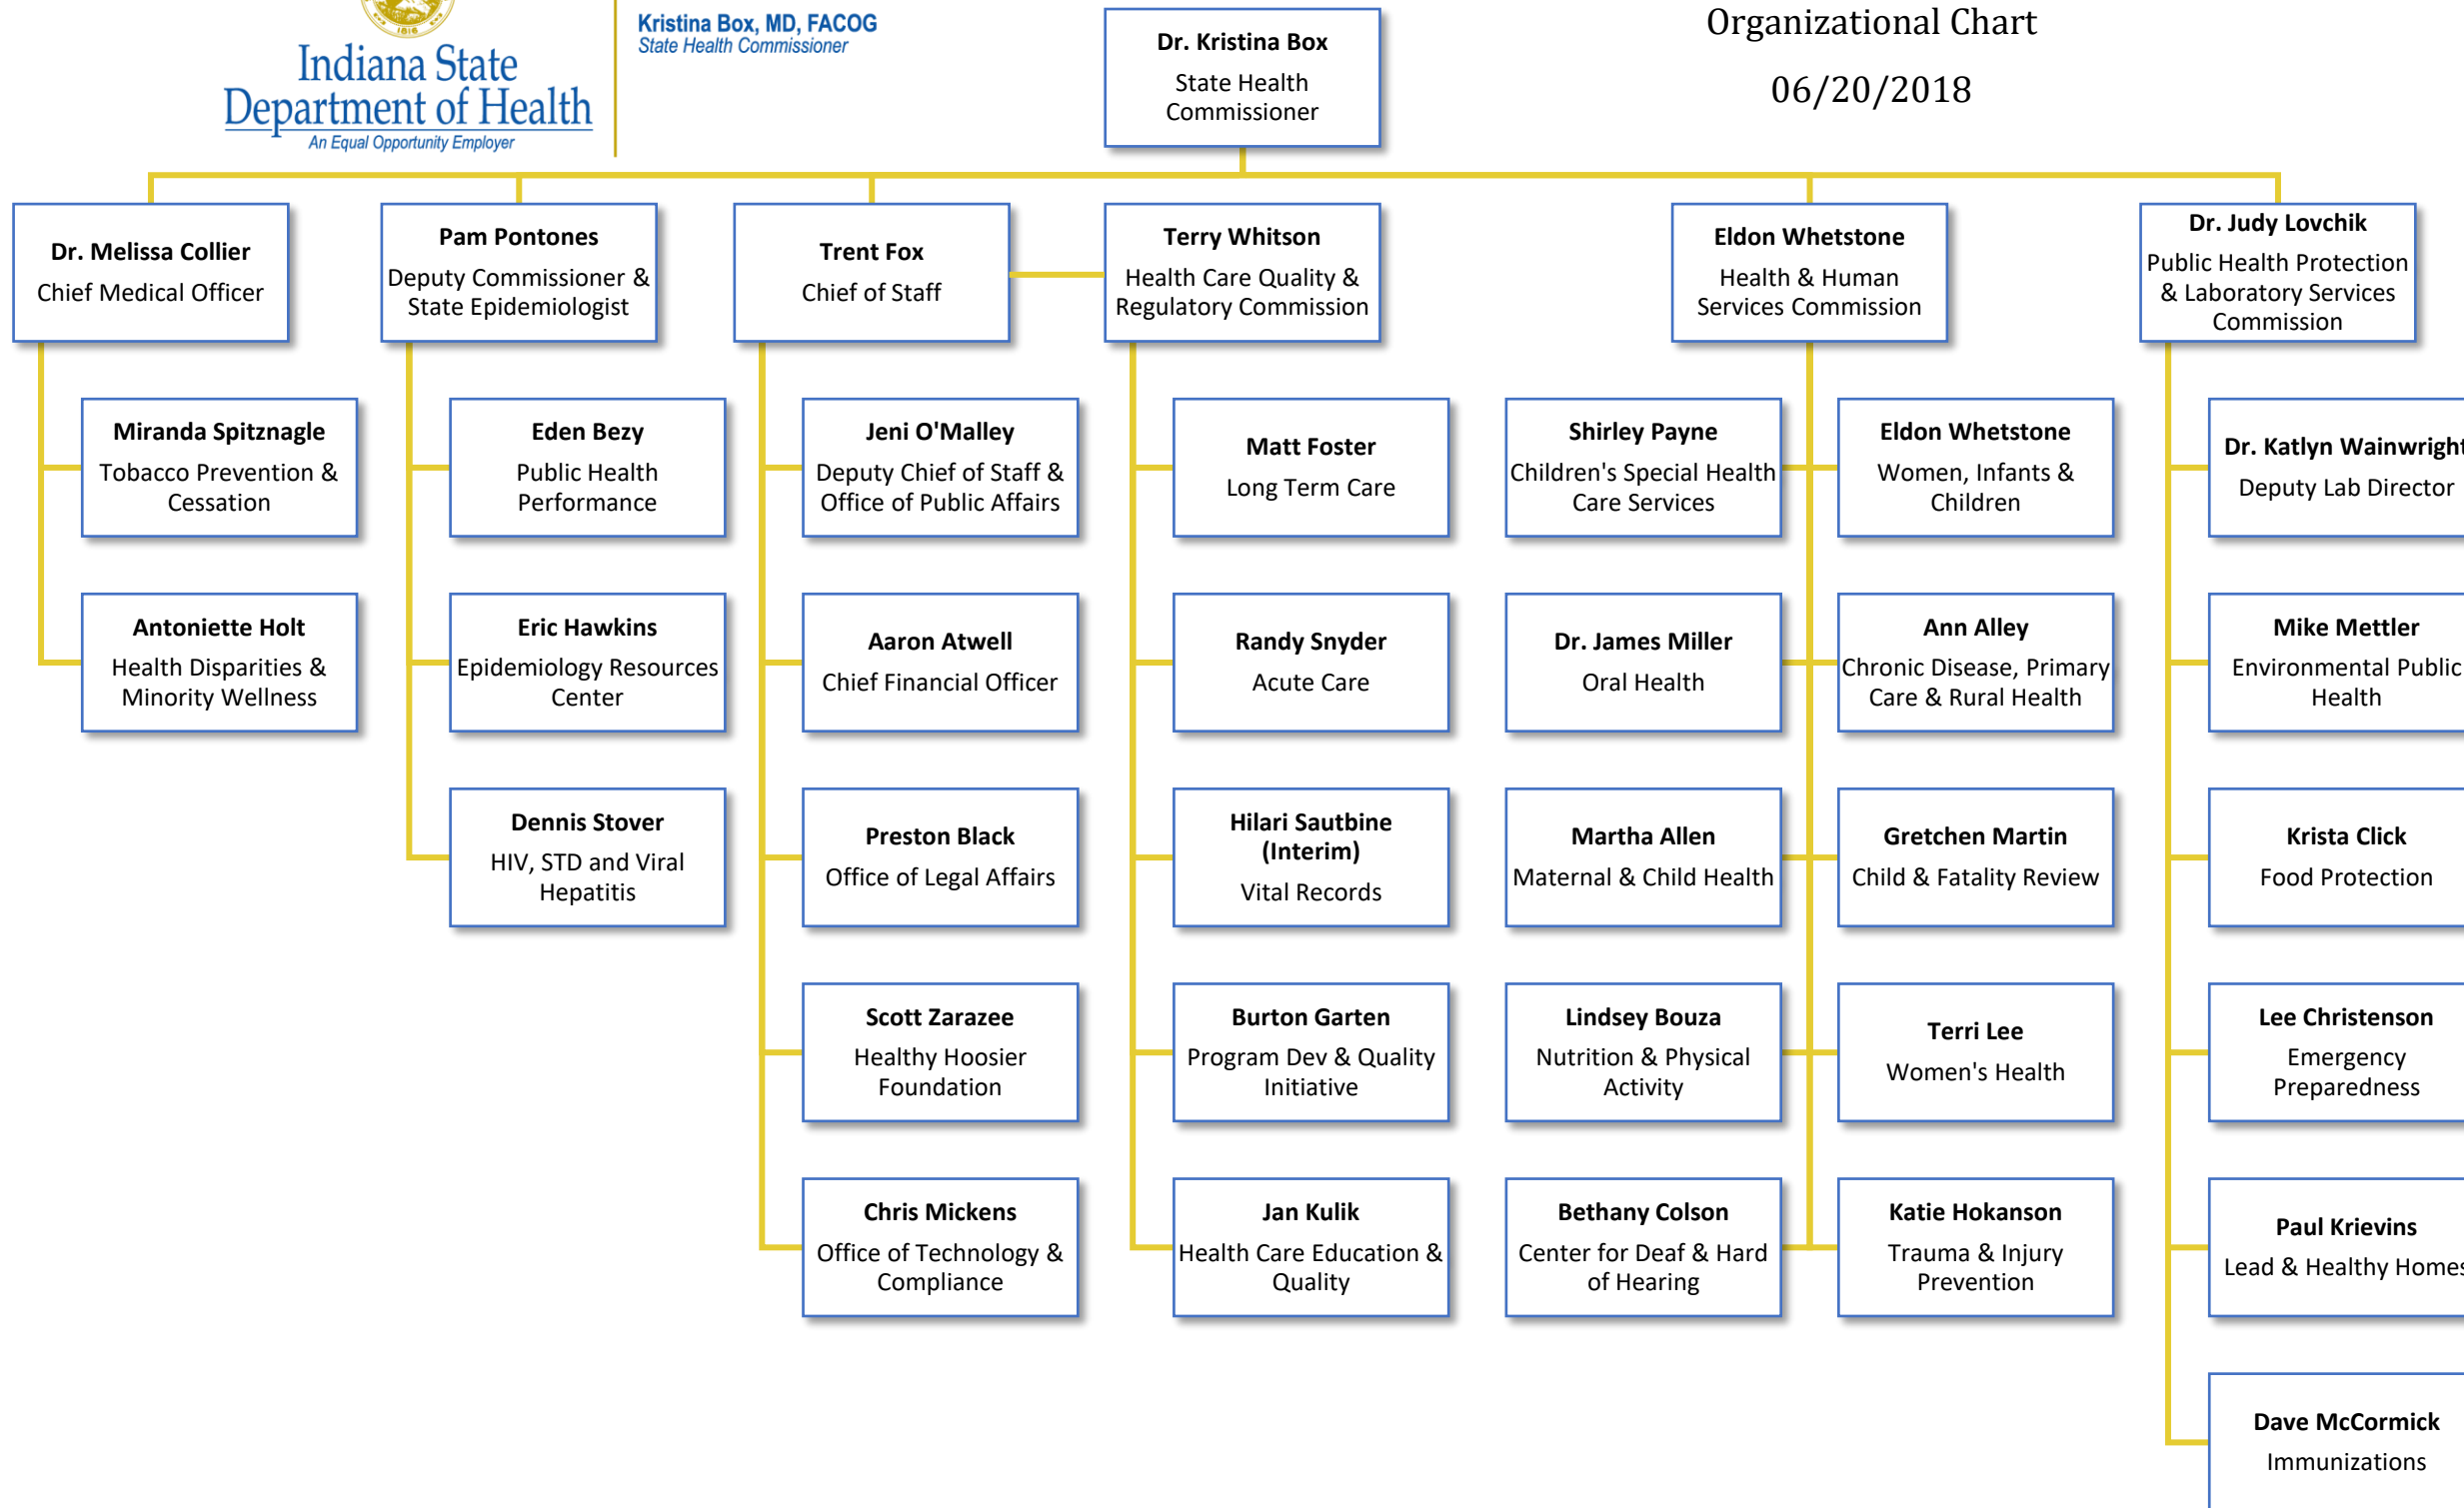 1816
Indiana State
Department of Health
An Equal Opportunity Employer
Kristina Box, MD, FACOG
State Health Commissioner
Organizational Chart
06/20/2018
Dr. Kristina Box
State Health
Commissioner
Dr. Melissa Collier
Chief Medical Officer
Pam Pontones
Deputy Commissioner &
State Epidemiologist
Trent Fox
Chief of Staff
Terry Whitson
Health Care Quality &
Regulatory Commission
Eldon Whetstone
Health & Human
Services Commission
Dr. Judy Lovchik
Public Health Protection
& Laboratory Services
Commission
Miranda Spitznagle
Tobacco Prevention &
Cessation
Antoniette Holt
Health Disparities &
Minority Wellness
Eden Bezy
Public Health
Performance
Eric Hawkins
Epidemiology Resources
Center
Dennis Stover
HIV, STD and Viral
Hepatitis
Jeni O'Malley
Deputy Chief of Staff &
Office of Public Affairs
Aaron Atwell
Chief Financial Officer
Preston Black
Office of Legal Affairs
Scott Zarazee
Healthy Hoosier
Foundation
Chris Mickens
Office of Technology &
Compliance
Matt Foster
Long Term Care
Randy Snyder
Acute Care
Hilari Sautbine
(Interim)
Vital Records
Burton Garten
Program Dev & Quality
Initiative
Jan Kulik
Health Care Education &
Quality
Shirley Payne
Children's Special Health
Care Services
Eldon Whetstone
Women, Infants &
Children
Dr. James Miller
Oral Health
Ann Alley
Chronic Disease, Primary
Care & Rural Health
Martha Allen
Maternal & Child Health
Gretchen Martin
Child & Fatality Review
Lindsey Bouza
Nutrition & Physical
Activity
Terri Lee
Women's Health
Bethany Colson
Center for Deaf & Hard
of Hearing
Katie Hokanson
Trauma & Injury
Prevention
Dr. Katlyn Wainwright
Deputy Lab Director
Mike Mettler
Environmental Public
Health
Krista Click
Food Protection
Lee Christenson
Emergency
Preparedness
Paul Krievins
Lead & Healthy Homes
Dave McCormick
Immunizations